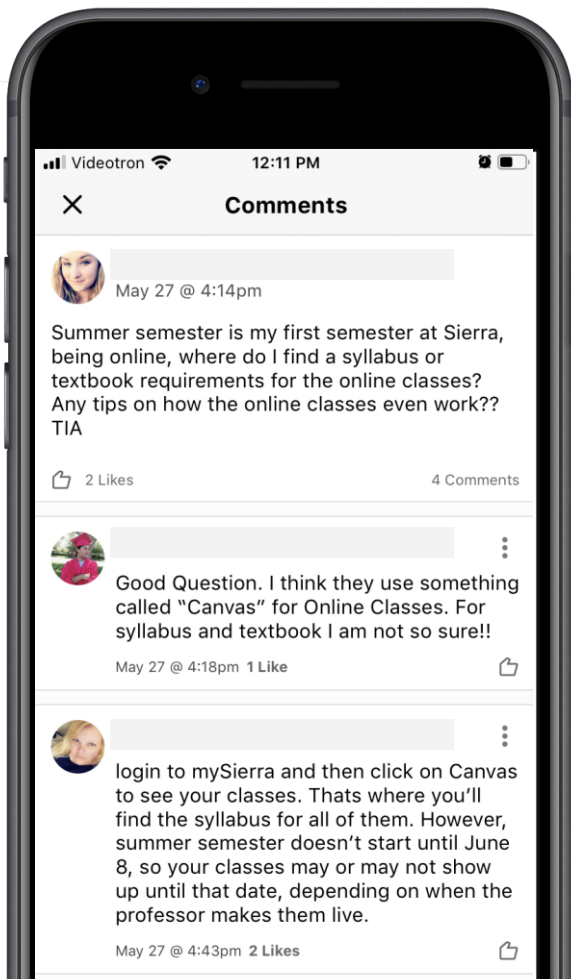 Videotron 12:11 PM
Comments
May 27 @ 4:14pm
Summer semester is my first semester at Sierra,
being online, where do I find a syllabus or
textbook requirements for the online classes?
Any tips on how the online classes even work??
TIA
2 Likes 4 Comments
Good Question. I think they use something
called “Canvas” for Online Classes. For
syllabus and textbook I am not so sure!!
May 27 @ 4:18pm 1 Like
login to mySierra and then click on Canvas
to see your classes. Thats where you’ll
find the syllabus for all of them. However,
summer semester doesn’t start until June
8, so your classes may or may not show
up until that date, depending on when the
professor makes them live.
May 27 @ 4:43pm 2 Likes